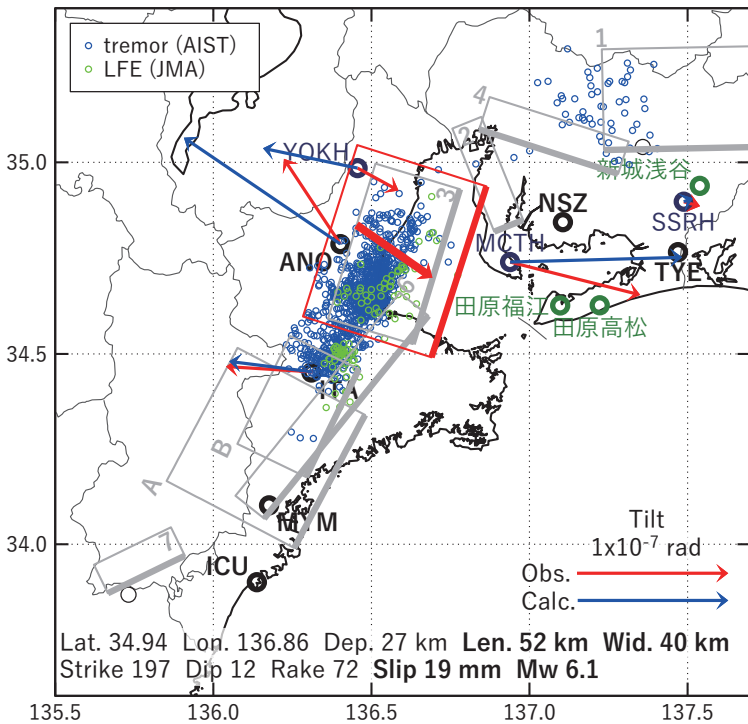 tremor (AIST)
LFE (JMA)
1
4
2
35.0
YOKH
新城浅谷
3
NSZ
SSRH
ANO
MCTH
TYE
6
田原福江
田原高松
34.5
B
A
MYM
34.0
7
ICU
Tilt
1x10⁻⁷ rad
Obs.
Calc.
Lat. 34.94 Lon. 136.86 Dep. 27 km Len. 52 km Wid. 40 km
Strike 197 Dip 12 Rake 72 Slip 19 mm Mw 6.1
135.5 136.0 136.5 137.0 137.5